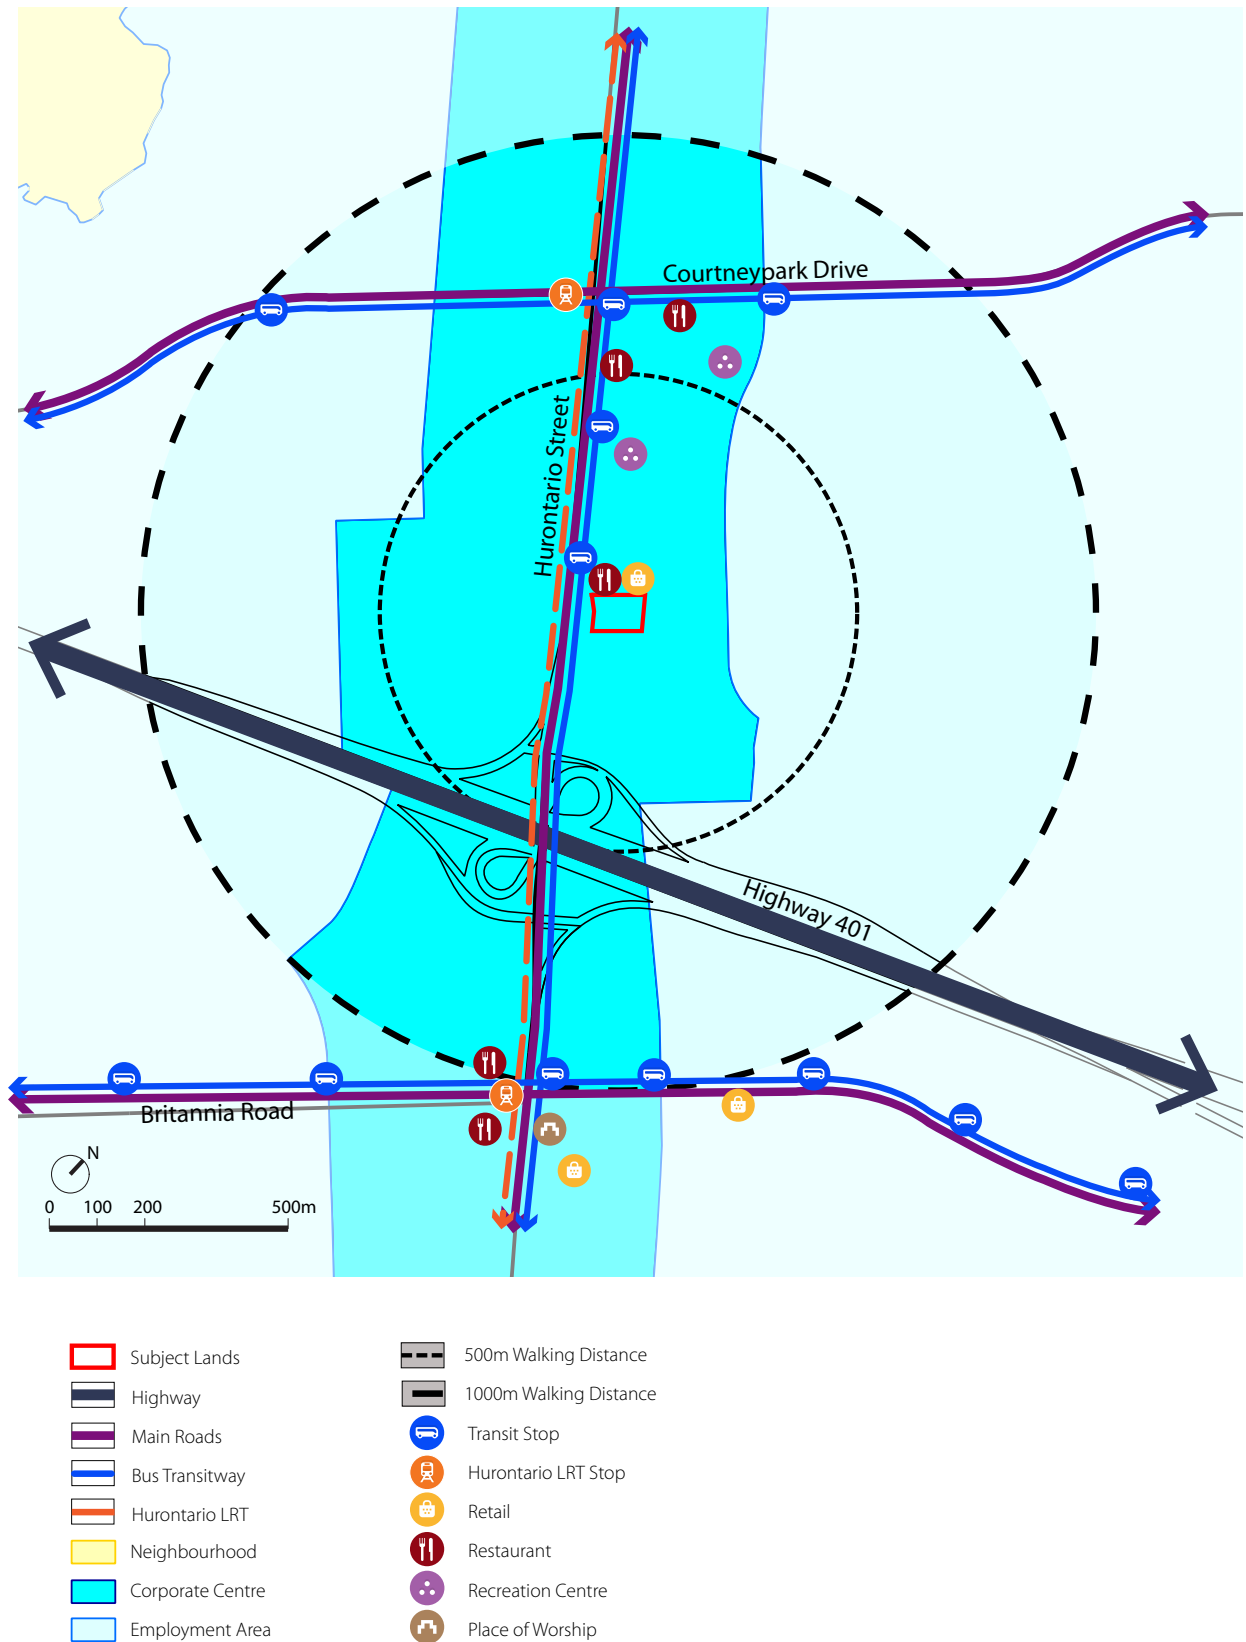 Courtneypark Drive
Hurontario Street
Highway 401
Britannia Road
N
0 100 200 500m
Subject Lands
Highway
Main Roads
Bus Transitway
Hurontario LRT
Neighbourhood
Corporate Centre
Employment Area
500m Walking Distance
1000m Walking Distance
Transit Stop
Hurontario LRT Stop
Retail
Restaurant
Recreation Centre
Place of Worship